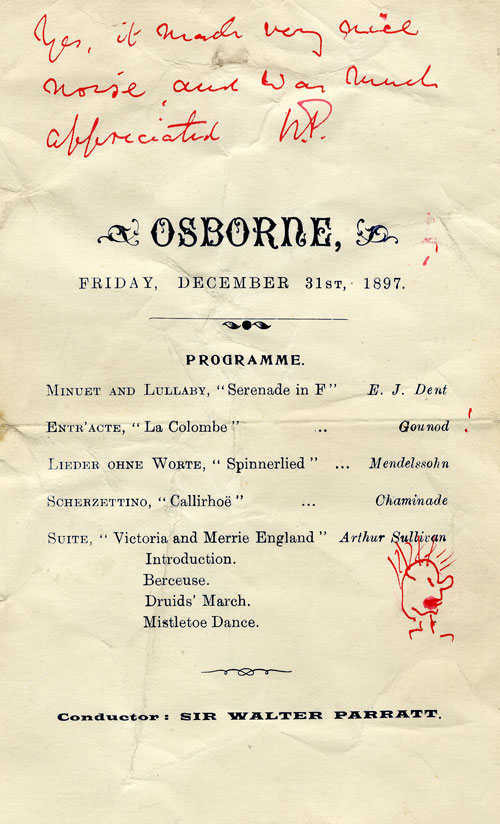 Yes, it made very nice
noise, and was much
appreciated W.P.
OSBORNE,
FRIDAY, DECEMBER 31ST, 1897.
PROGRAMME.
MINUET AND LULLABY, "Serenade in F" E. J. Dent
ENTR'ACTE, "La Colombe" .. Gounod !
LIEDER OHNE WORTE, "Spinnerlied" ... Mendelssohn
SCHERZETTINO, "Callirhoë" ... Chaminade
SUITE, "Victoria and Merrie England" Arthur Sullivan
Introduction.
Berceuse.
Druids' March.
Mistletoe Dance.
Conductor: SIR WALTER PARRATT.